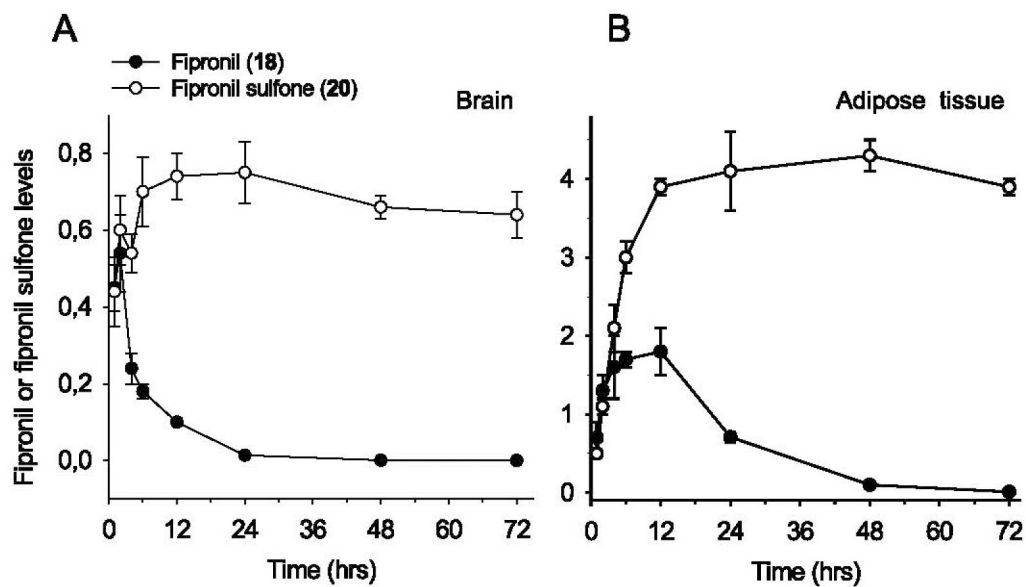 A
B
Fipronil (18)
Fipronil sulfone (20)
Brain
Adipose tissue
Fipronil or fipronil sulfone levels
0,8
0,6
0,4
0,2
0,0
4
3
2
1
0
0 12 24 36 48 60 72
0 12 24 36 48 60 72
Time (hrs)
Time (hrs)